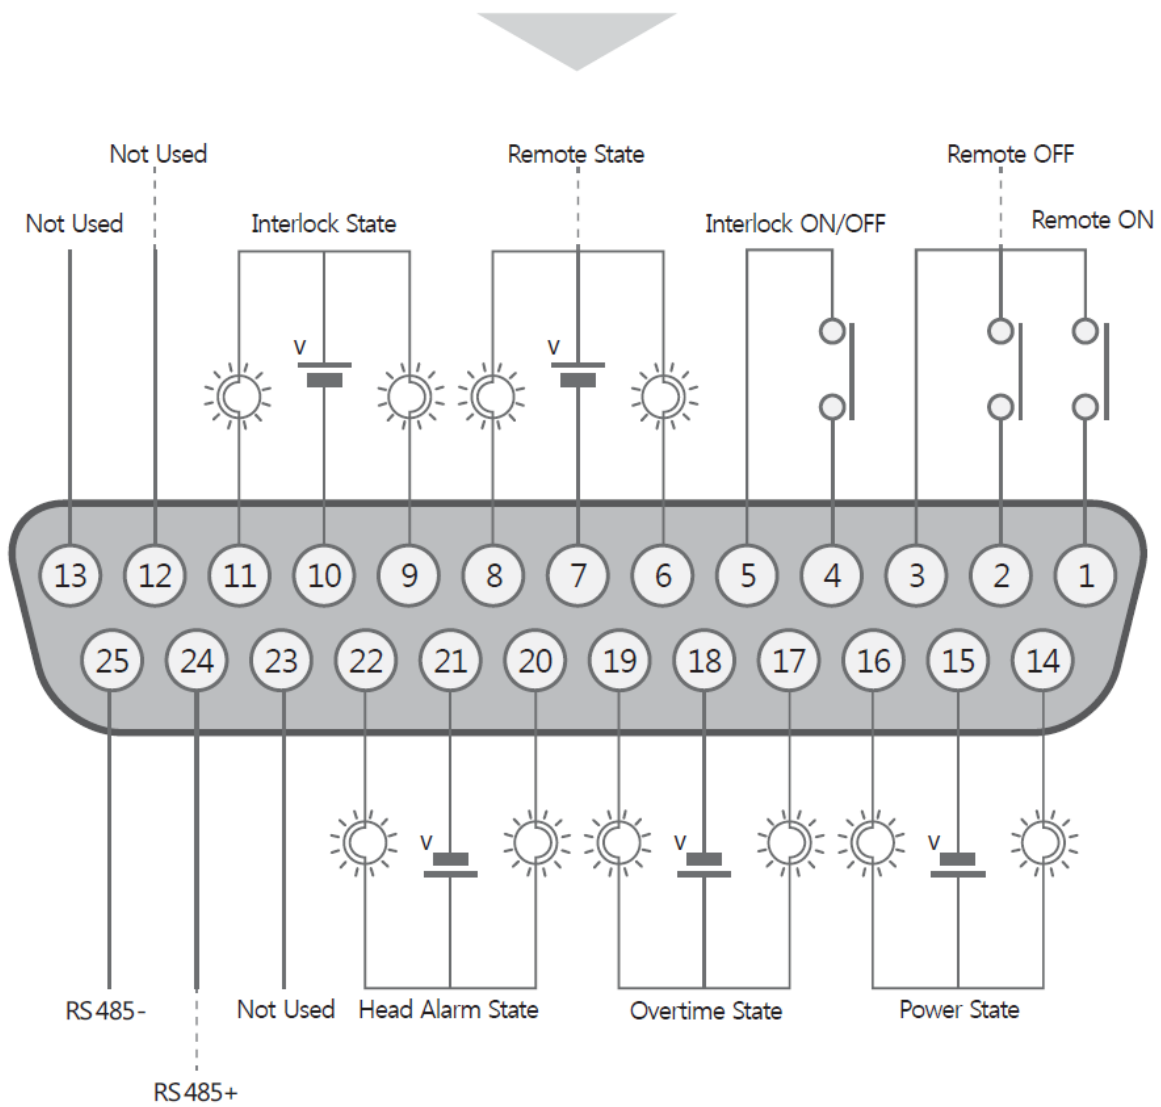 Not Used
Remote State
Remote OFF
Not Used
Interlock State
Interlock ON/OFF
Remote ON
V
V
13
12
11
10
9
8
7
6
5
4
3
2
1
25
24
23
22
21
20
19
18
17
16
15
14
V
V
V
RS485-
Not Used
Head Alarm State
Overtime State
Power State
RS485+